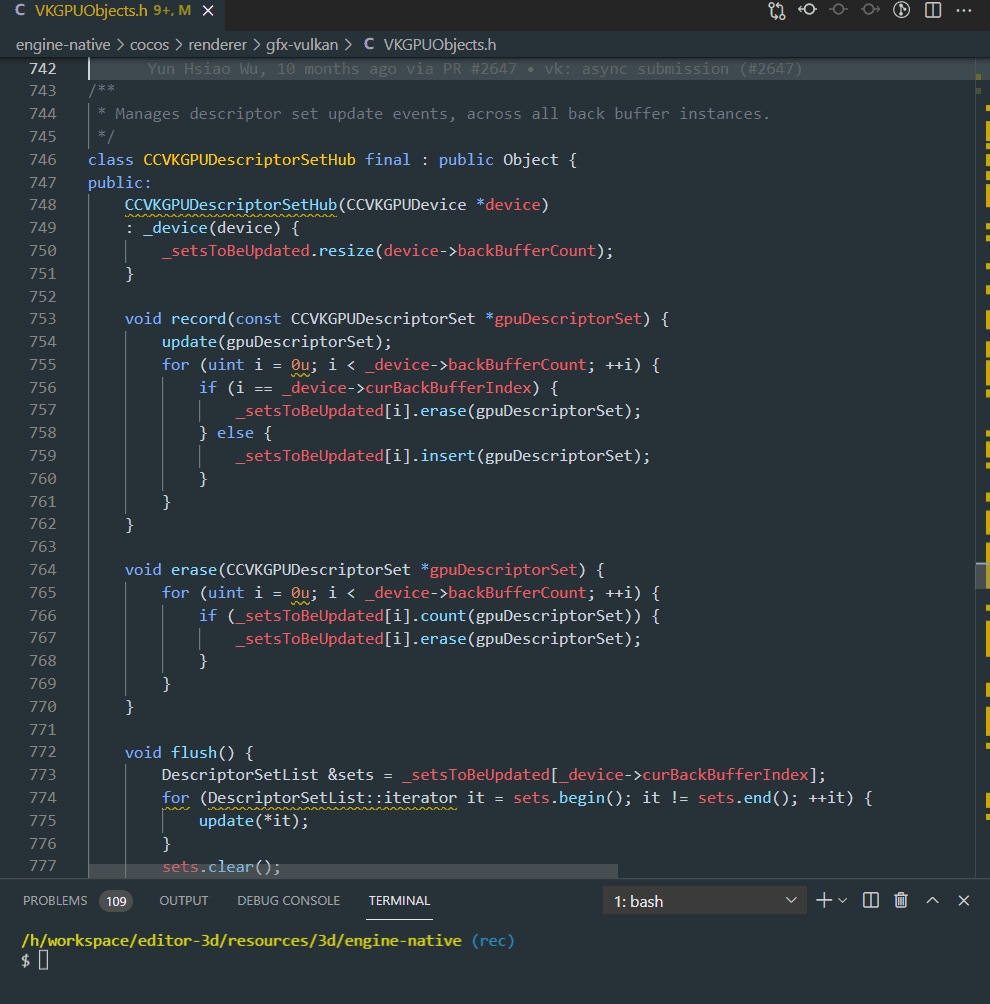 C VKGPUObjects.h 9+, M
engine-native > cocos > renderer > gfx-vulkan > C VKGPUObjects.h
742 Yun Hsiao Wu, 10 months ago via PR #2647 • vk: async submission (#2647)
743 /**
744  * Manages descriptor set update events, across all back buffer instances.
745  */
746 class CCVKGPUDescriptorSetHub final : public Object {
747 public:
748     CCVKGPUDescriptorSetHub(CCVKGPUDevice *device)
749     : _device(device) {
750         _setsToBeUpdated.resize(device->backBufferCount);
751     }
752
753     void record(const CCVKGPUDescriptorSet *gpuDescriptorSet) {
754         update(gpuDescriptorSet);
755         for (uint i = 0u; i < _device->backBufferCount; ++i) {
756             if (i == _device->curBackBufferIndex) {
757                 _setsToBeUpdated[i].erase(gpuDescriptorSet);
758             } else {
759                 _setsToBeUpdated[i].insert(gpuDescriptorSet);
760             }
761         }
762     }
763
764     void erase(CCVKGPUDescriptorSet *gpuDescriptorSet) {
765         for (uint i = 0u; i < _device->backBufferCount; ++i) {
766             if (_setsToBeUpdated[i].count(gpuDescriptorSet)) {
767                 _setsToBeUpdated[i].erase(gpuDescriptorSet);
768             }
769         }
770     }
771
772     void flush() {
773         DescriptorSetList &sets = _setsToBeUpdated[_device->curBackBufferIndex];
774         for (DescriptorSetList::iterator it = sets.begin(); it != sets.end(); ++it) {
775             update(*it);
776         }
777         sets.clear();
PROBLEMS 109 OUTPUT DEBUG CONSOLE TERMINAL 1: bash
/h/workspace/editor-3d/resources/3d/engine-native (rec)
$